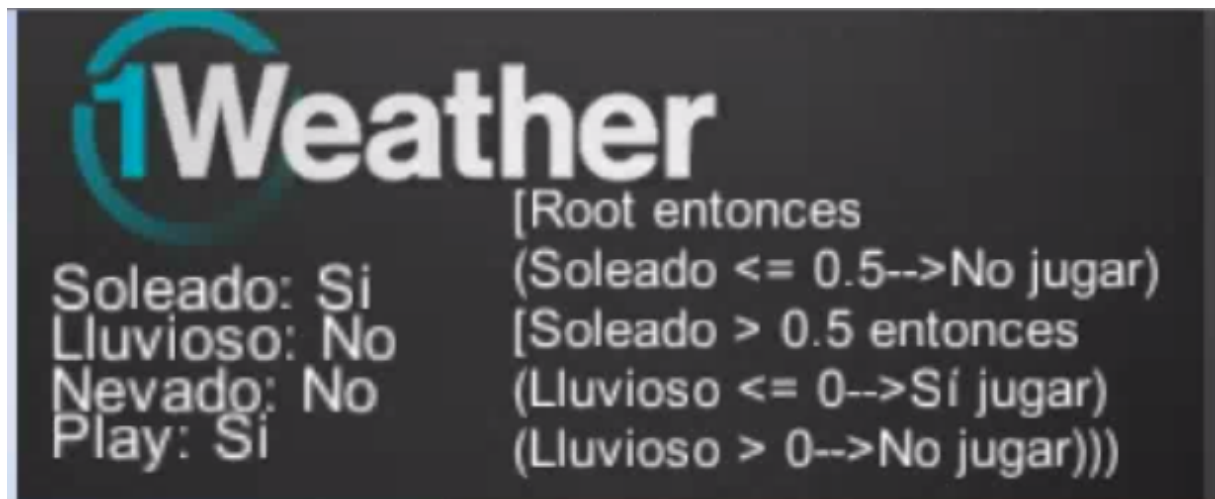 1Weather
Soleado: Si
Lluvioso: No
Nevado: No
Play: Si
[Root entonces
(Soleado <= 0.5-->No jugar)
[Soleado > 0.5 entonces
(Lluvioso <= 0-->Sí jugar)
(Lluvioso > 0-->No jugar)))